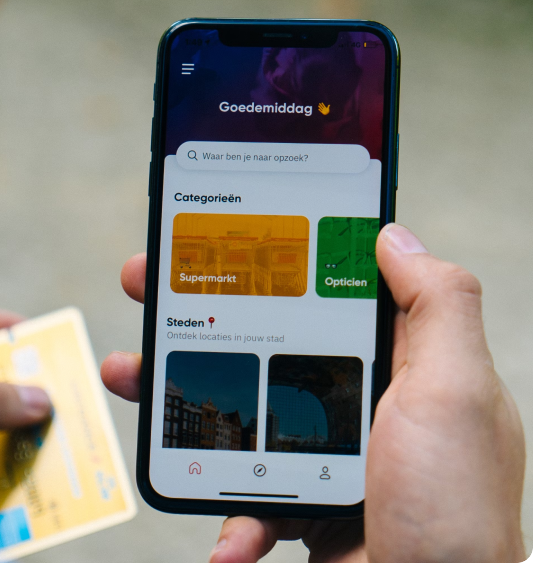 Goedemiddag 👋
Waar ben je naar opzoek?
Categorieën
Supermarkt
Opticien
Steden📍
Ontdek locaties in jouw stad